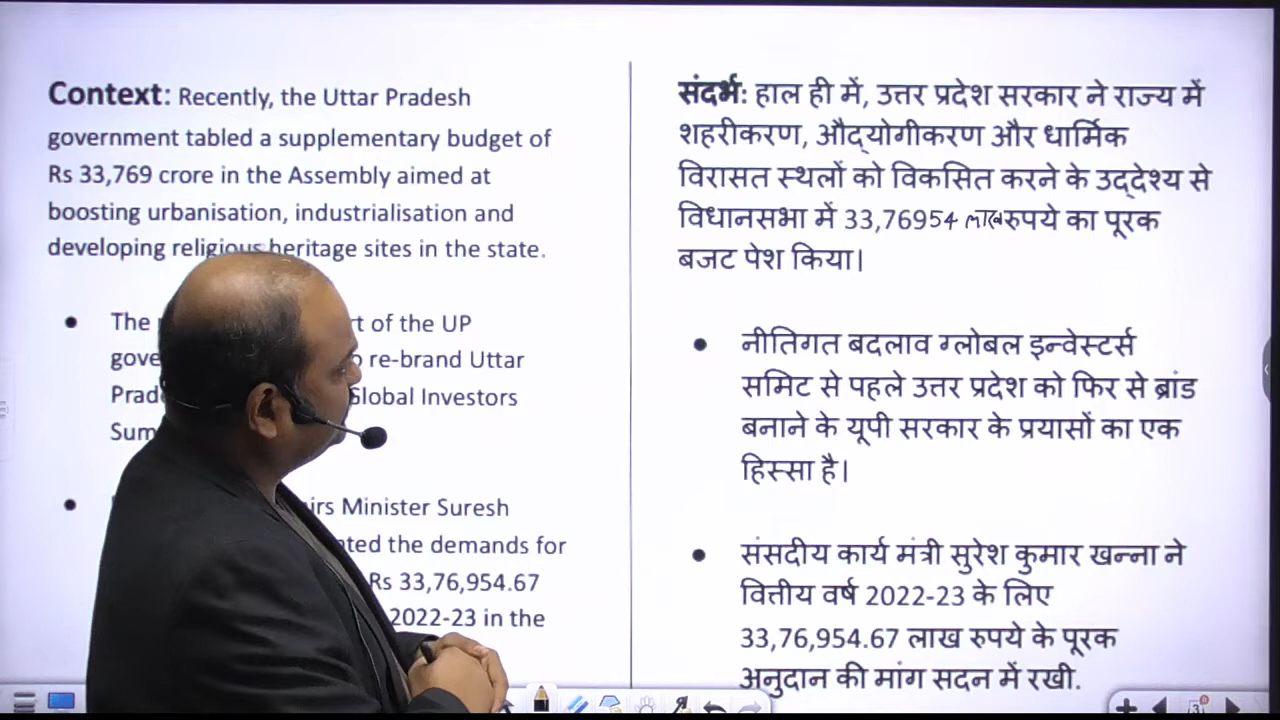 Context: Recently, the Uttar Pradesh
government tabled a supplementary budget of
Rs 33,769 crore in the Assembly aimed at
boosting urbanisation, industrialisation and
developing religious heritage sites in the state.
The rt of the UP
gove re-brand Uttar
Prad Global Investors
Sum
irs Minister Suresh
nted the demands for
Rs 33,76,954.67
2022-23 in the
संदर्भ: हाल ही में, उत्तर प्रदेश सरकार ने राज्य में
शहरीकरण, औद्योगीकरण और धार्मिक
विरासत स्थलों को विकसित करने के उद्देश्य से
विधानसभा में 33,76954 लाख रुपये का पूरक
बजट पेश किया।
नीतिगत बदलाव ग्लोबल इन्वेस्टर्स
समिट से पहले उत्तर प्रदेश को फिर से ब्रांड
बनाने के यूपी सरकार के प्रयासों का एक
हिस्सा है।
संसदीय कार्य मंत्री सुरेश कुमार खन्ना ने
वित्तीय वर्ष 2022-23 के लिए
33,76,954.67 लाख रुपये के पूरक
अनुदान की मांग सदन में रखी.